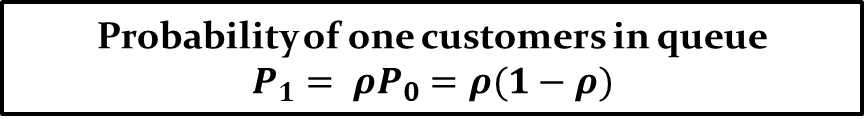 Probability of one customers in queue
P₁ = ρP₀ = ρ(1 − ρ)